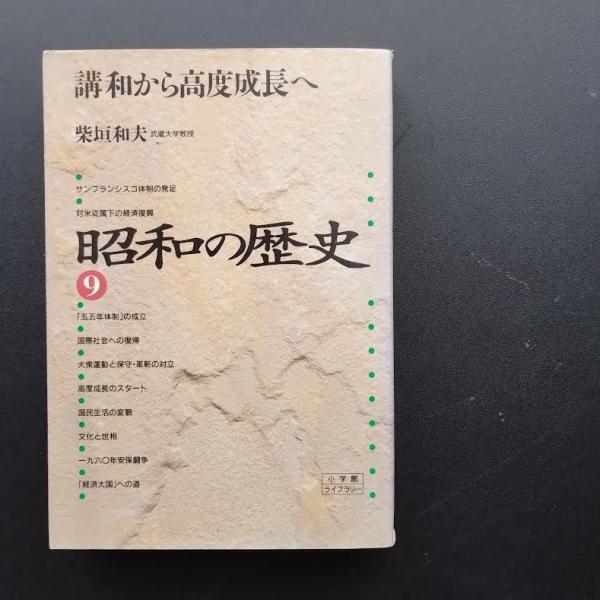 講和から高度成長へ
柴垣和夫 武蔵大学教授
サンフランシスコ体制の発足
対米従属下の経済復興
昭和の歴史
9
「五五年体制」の成立
国際社会への復帰
大衆運動と保守・革新の対立
高度成長のスタート
国民生活の変貌
文化と世相
一九六〇年安保闘争
「経済大国」への道
小学館
ライブラリー